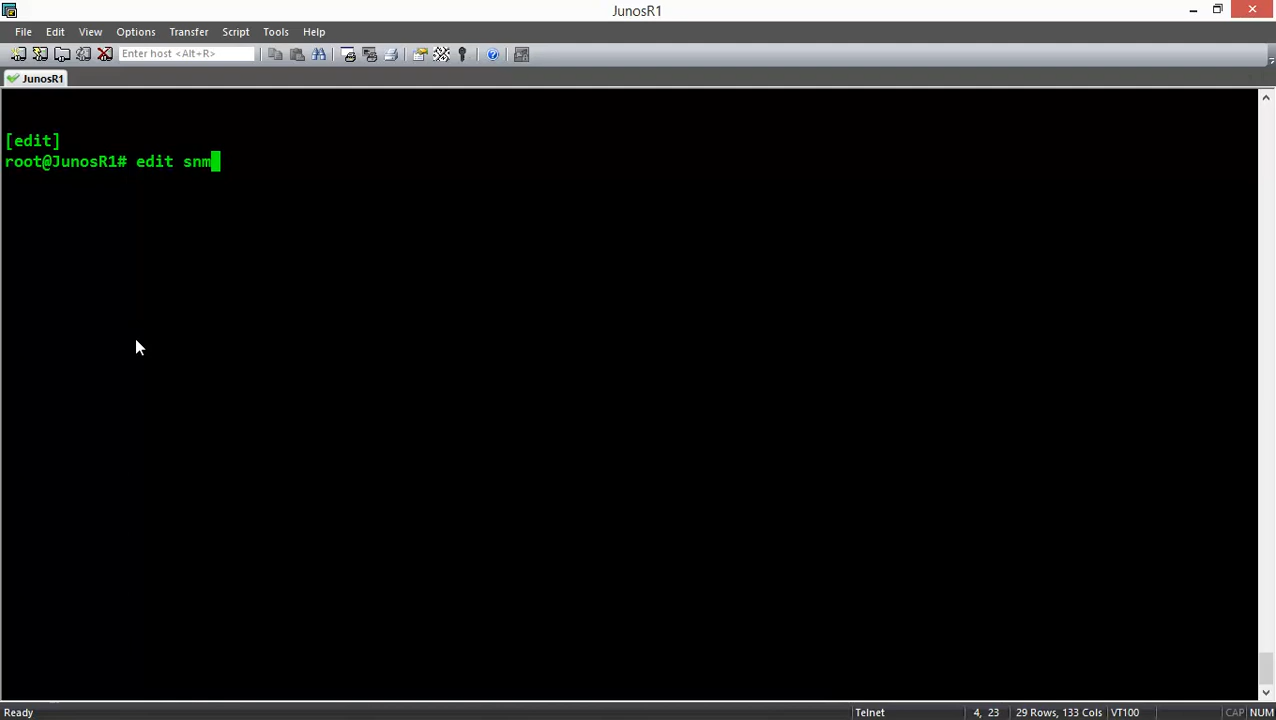 JunosR1
File Edit View Options Transfer Script Tools Help
Enter host <Alt+R>
JunosR1
[edit]
root@JunosR1# edit snm
Ready Telnet 4, 23 29 Rows, 133 Cols VT100 CAP NUM